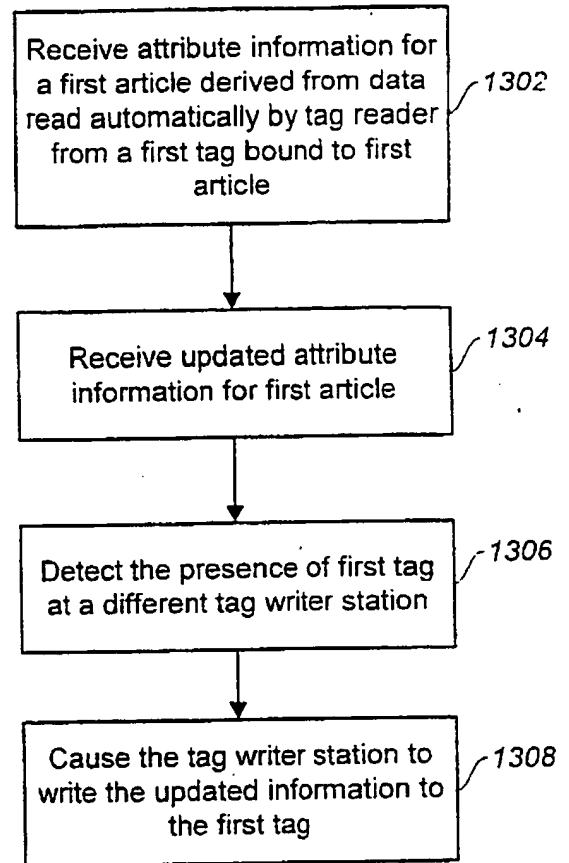 Receive attribute information for
a first article derived from data
read automatically by tag reader
from a first tag bound to first
article
1302
Receive updated attribute
information for first article
1304
Detect the presence of first tag
at a different tag writer station
1306
Cause the tag writer station to
write the updated information to
the first tag
1308